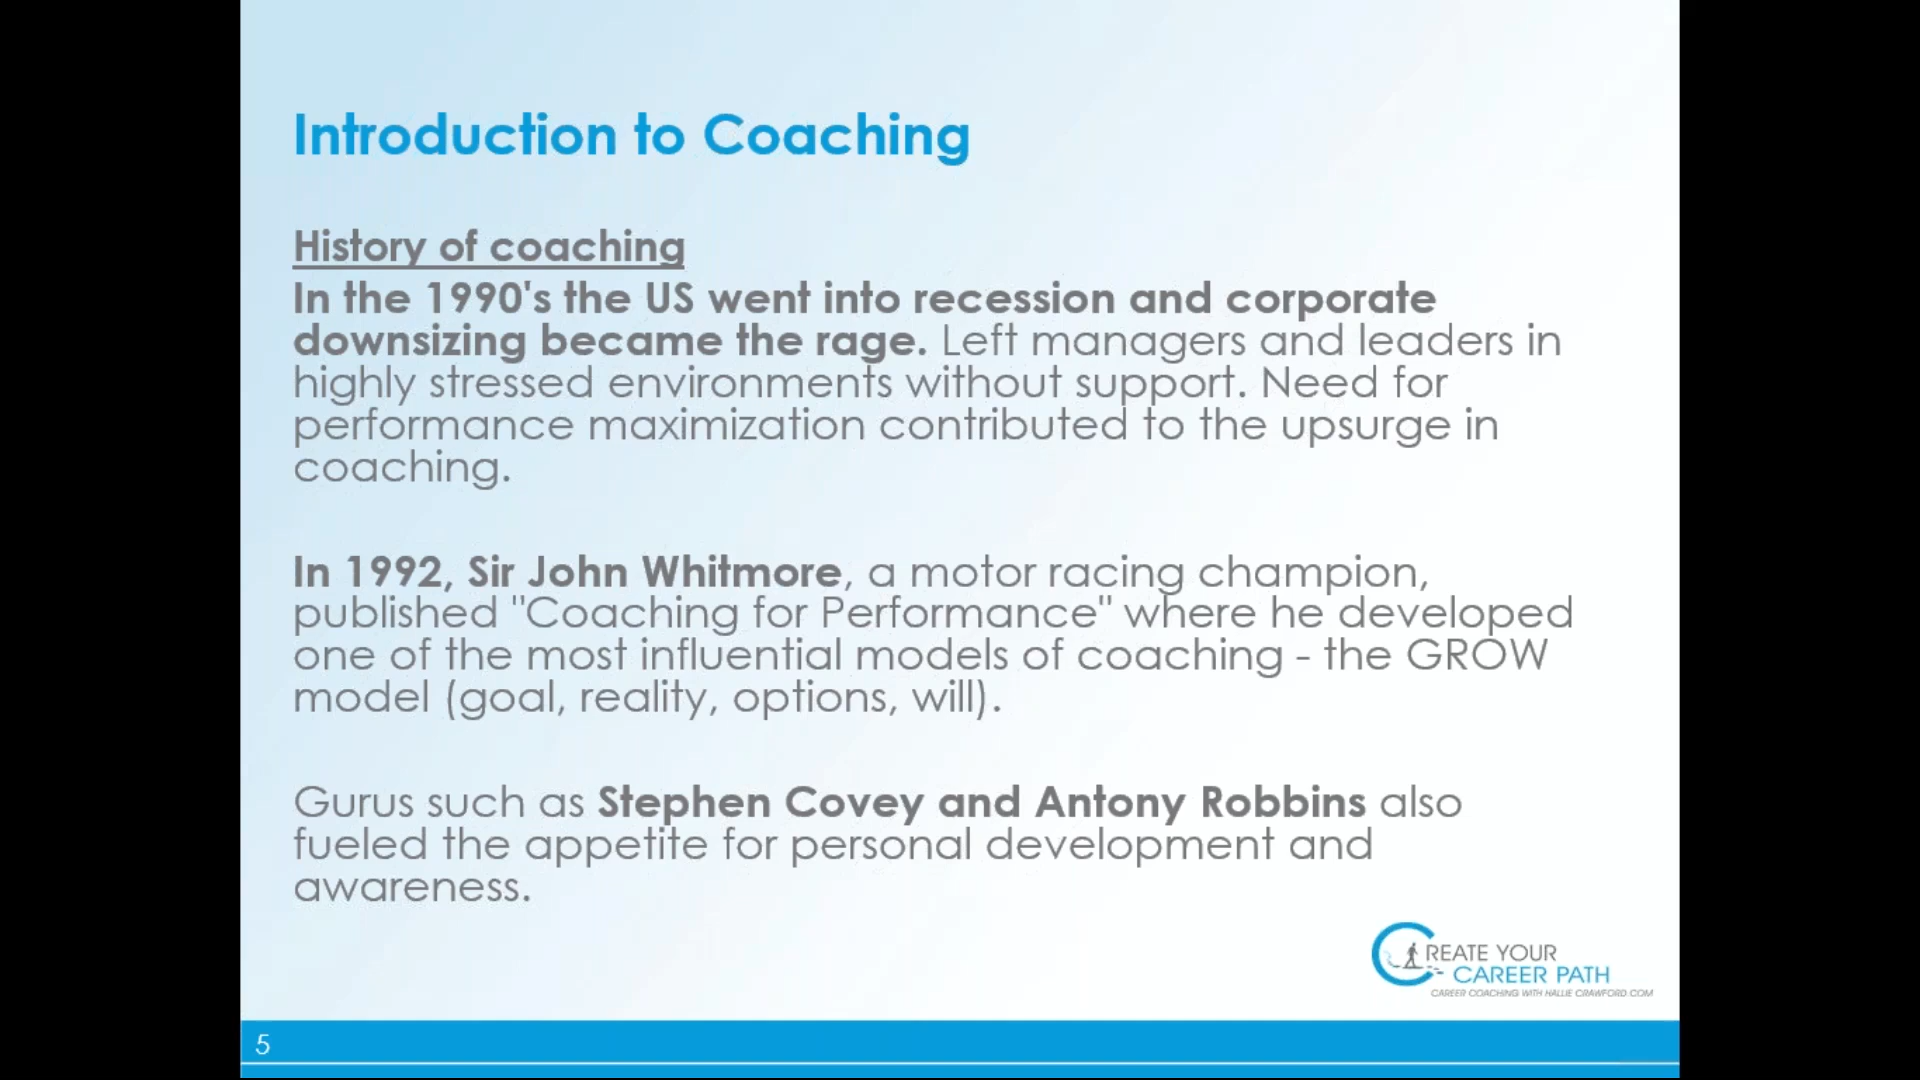 Introduction to Coaching
History of coaching
In the 1990's the US went into recession and corporate
downsizing became the rage. Left managers and leaders in
highly stressed environments without support. Need for
performance maximization contributed to the upsurge in
coaching.
In 1992, Sir John Whitmore, a motor racing champion,
published "Coaching for Performance" where he developed
one of the most influential models of coaching - the GROW
model (goal, reality, options, will).
Gurus such as Stephen Covey and Antony Robbins also
fueled the appetite for personal development and
awareness.
CREATE YOUR
CAREER PATH
CAREER COACHING WITH HALLIE CRAWFORD.COM
5